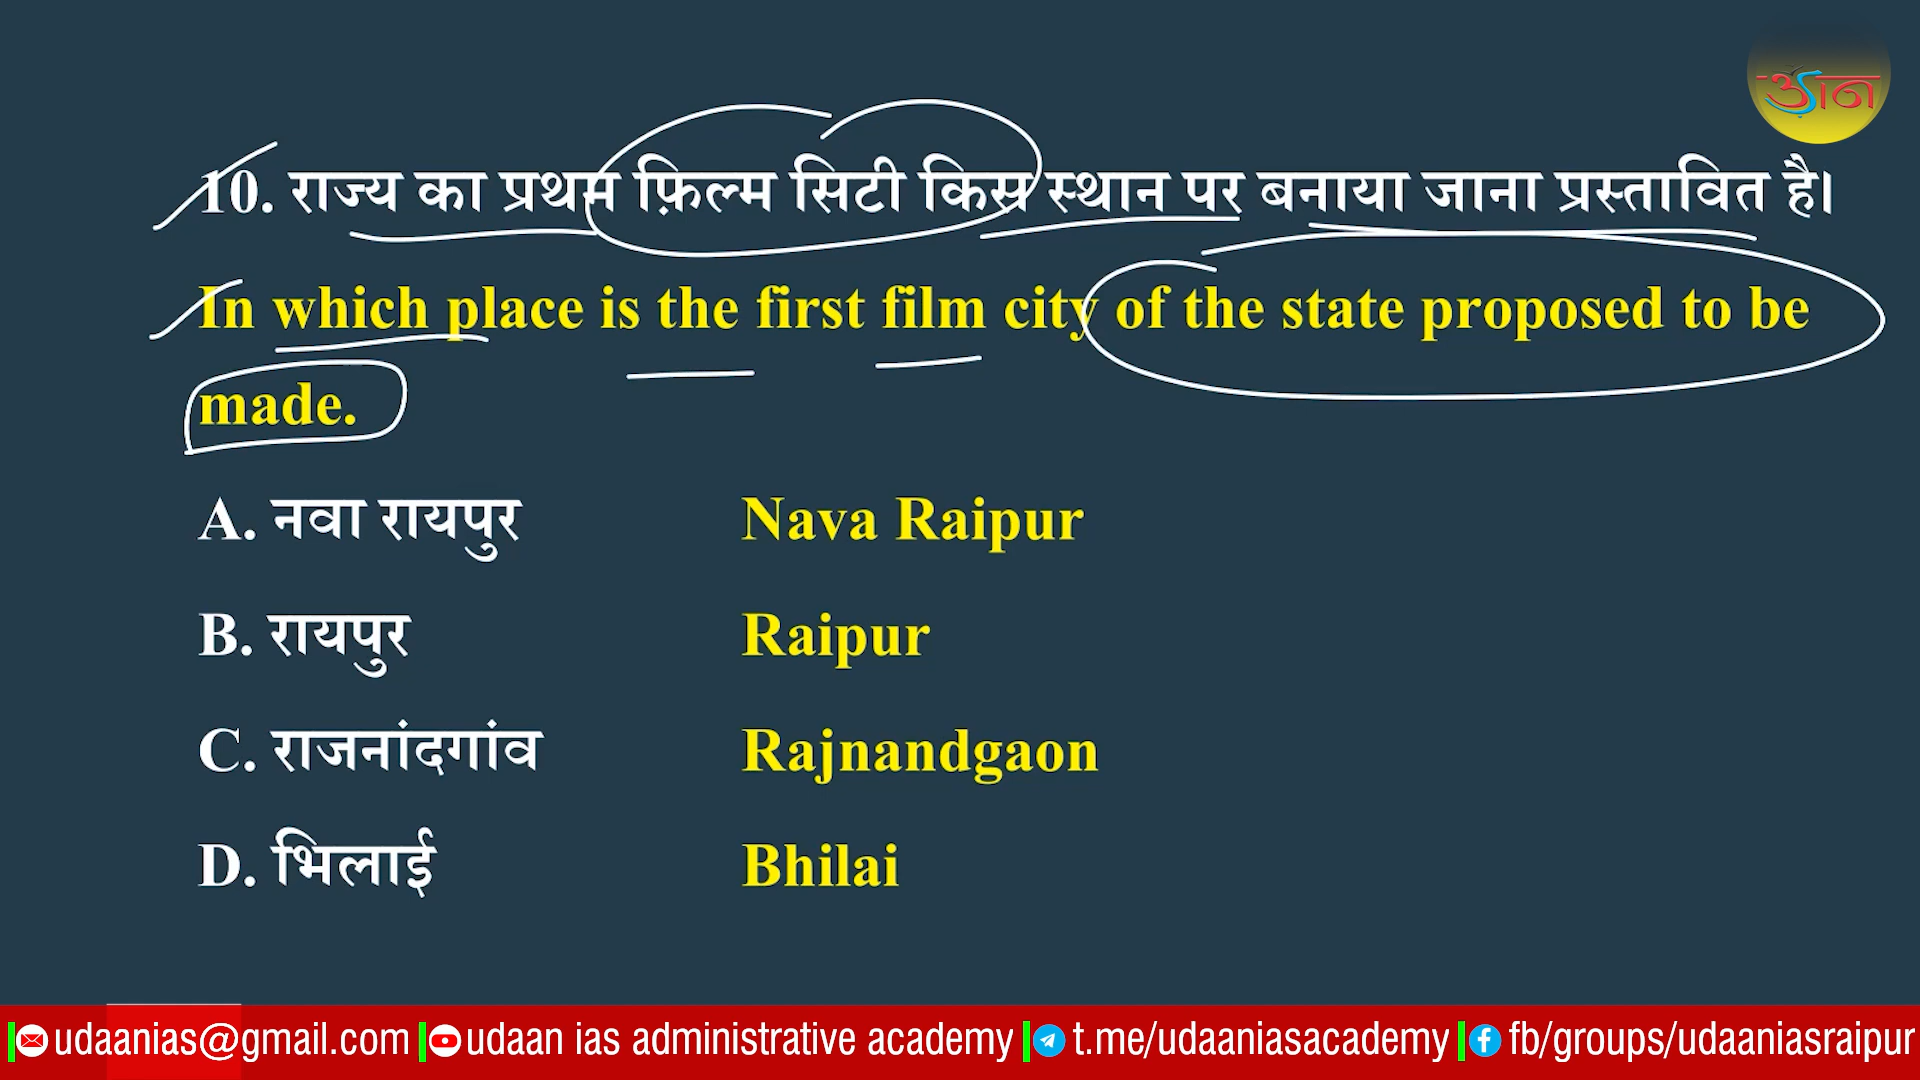 उड़ान
10. राज्य का प्रथम फ़िल्म सिटी किस स्थान पर बनाया जाना प्रस्तावित है।
In which place is the first film city of the state proposed to be
made.
A. नवा रायपुर Nava Raipur
B. रायपुर Raipur
C. राजनांदगांव Rajnandgaon
D. भिलाई Bhilai
udaanias@gmail.com udaan ias administrative academy t.me/udaaniasacademy fb/groups/udaaniasraipur